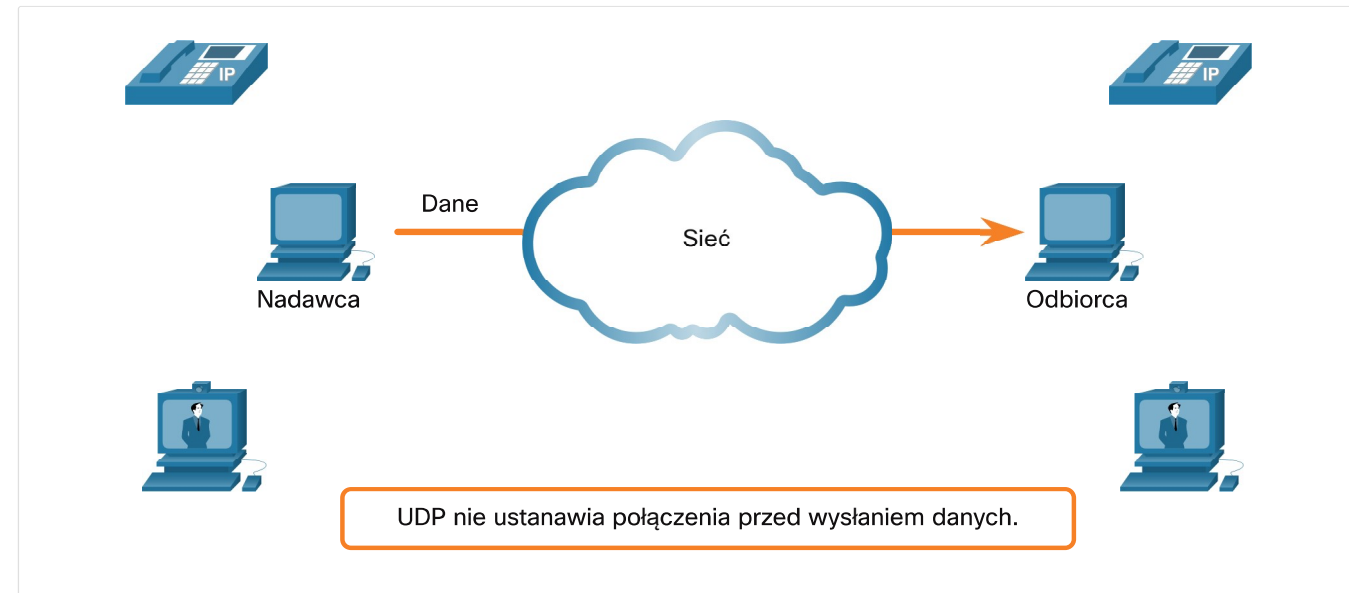 IP
IP
Dane
Sieć
Nadawca
Odbiorca
UDP nie ustanawia połączenia przed wysłaniem danych.